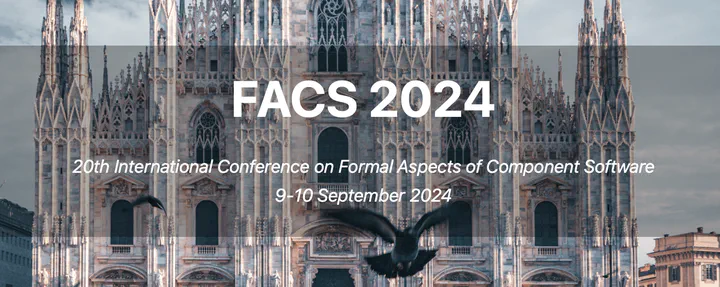 FACS 2024
20th International Conference on Formal Aspects of Component Software
9-10 September 2024